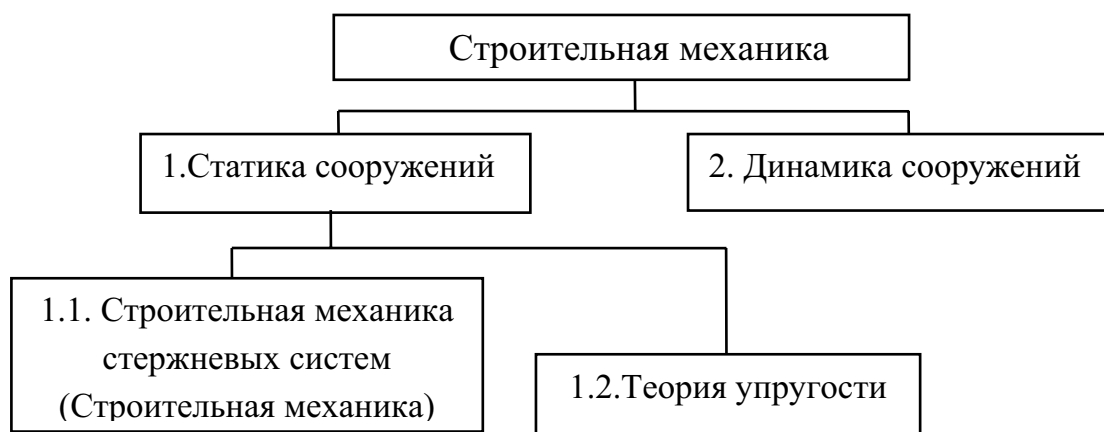 Строительная механика
1.Статика сооружений
2. Динамика сооружений
1.1. Строительная механика
стержневых систем
(Строительная механика)
1.2.Теория упругости